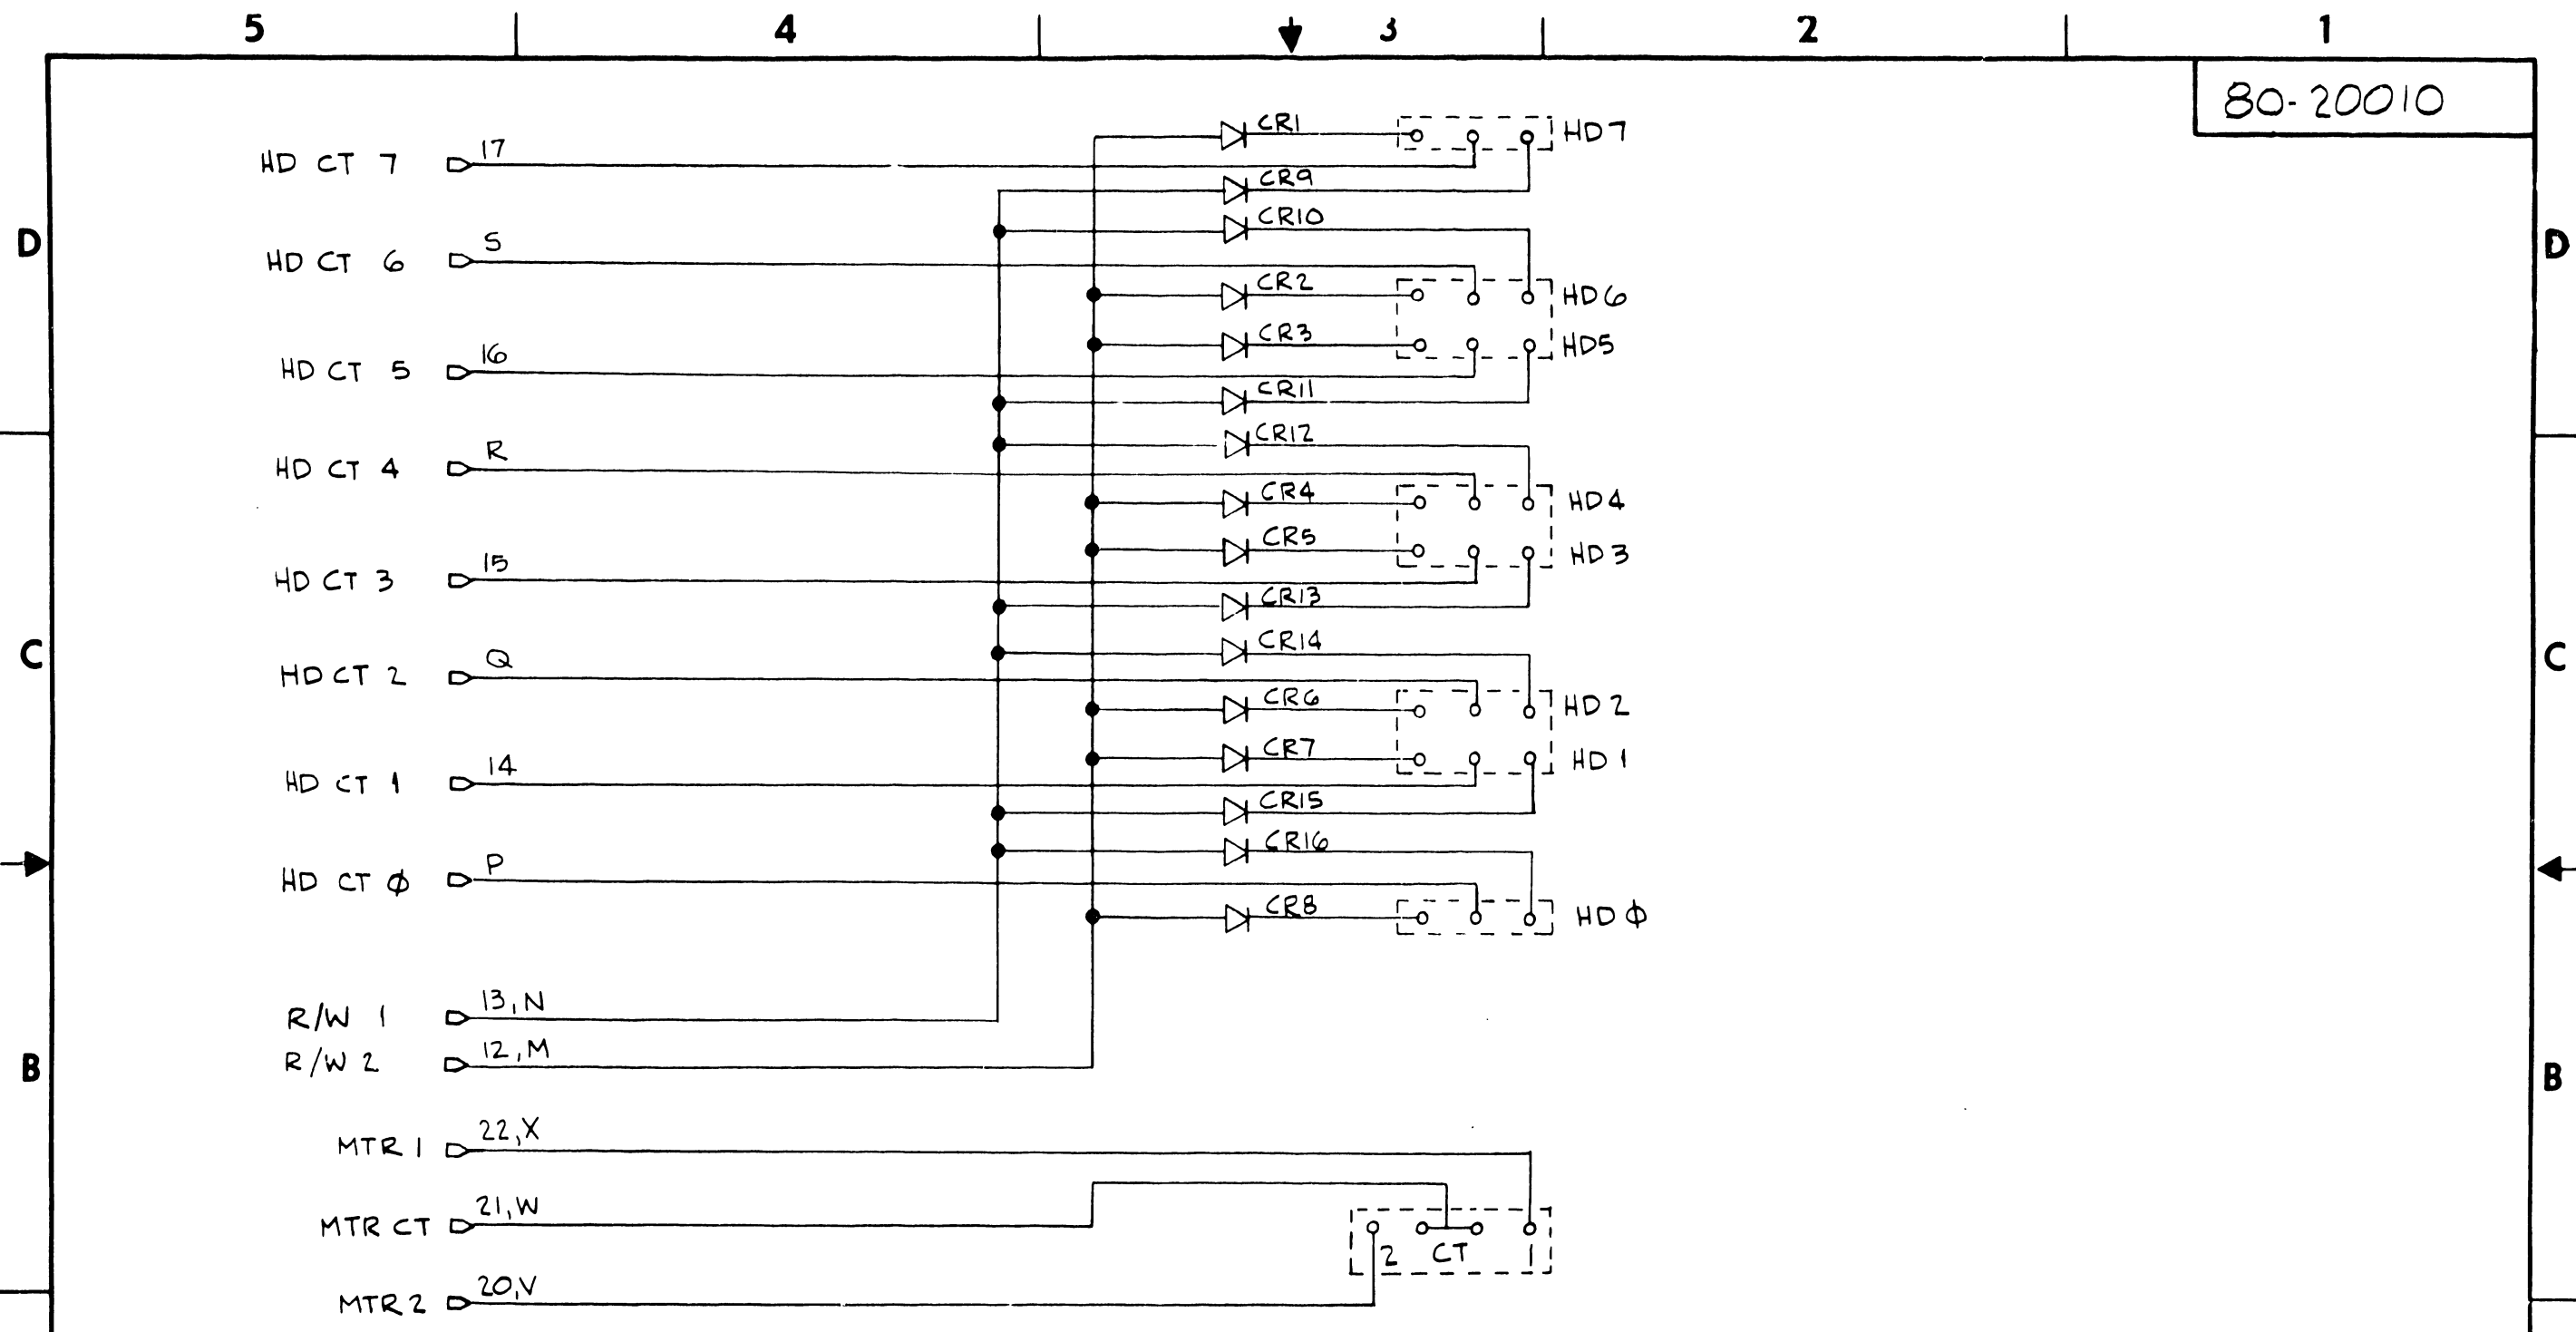 5 4 3 2 1
80-20010
CR1 HD7
HD CT 7 17
CR9
CR10
D D
HD CT 6 S
CR2 HD6
CR3 HD5
HD CT 5 16
CR11
CR12
HD CT 4 R
CR4 HD4
CR5 HD3
HD CT 3 15
CR13
CR14
C C
HD CT 2 Q
CR6 HD2
CR7 HD1
HD CT 1 14
CR15
CR16
HD CT Ø P
CR8 HDØ
R/W 1 13,N
R/W 2 12,M
B B
MTR 1 22,X
MTR CT 21,W
2 CT 1
MTR 2 20,V